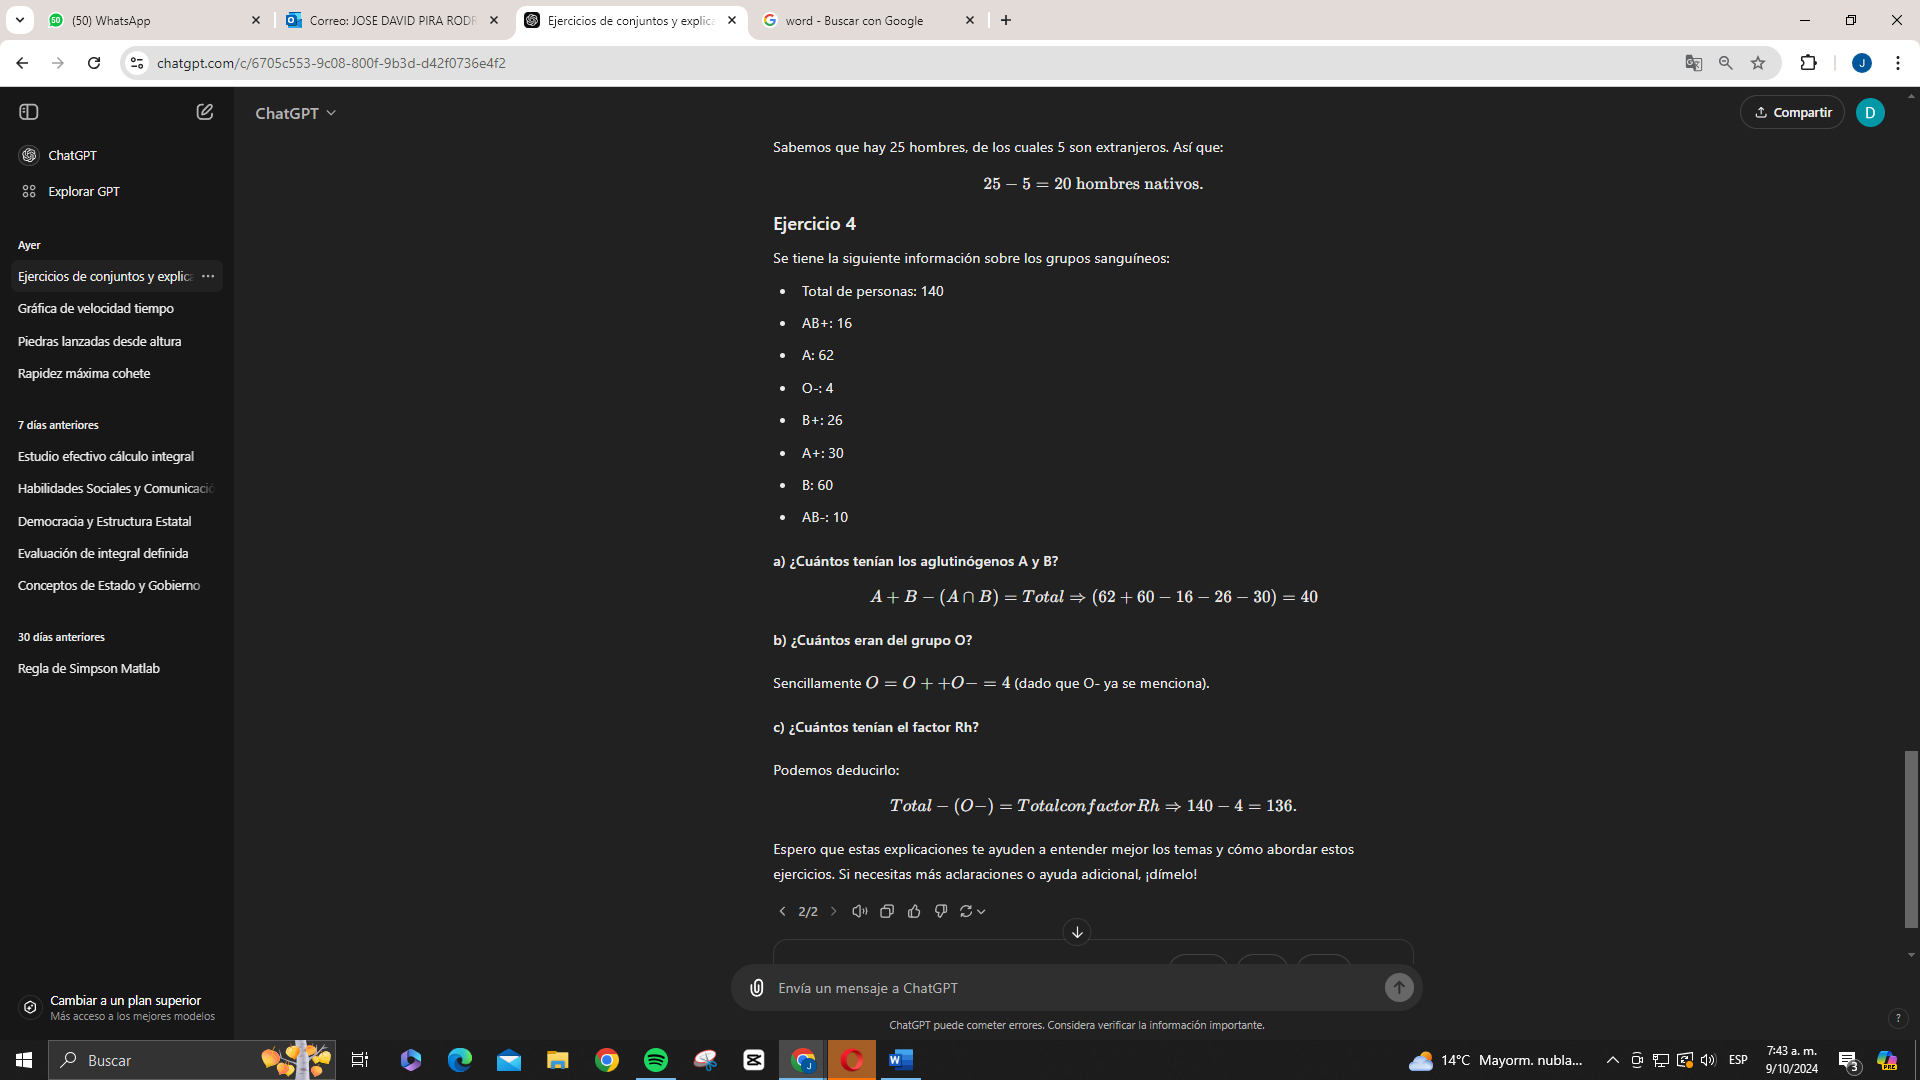 (50) WhatsApp
Correo: JOSE DAVID PIRA RODR
Ejercicios de conjuntos y explica
word - Buscar con Google
chatgpt.com/c/6705c553-9c08-800f-9b3d-d42f0736e4f2
J
ChatGPT
Compartir
D
ChatGPT
Explorar GPT
Ayer
Ejercicios de conjuntos y explica
Gráfica de velocidad tiempo
Piedras lanzadas desde altura
Rapidez máxima cohete
7 días anteriores
Estudio efectivo cálculo integral
Habilidades Sociales y Comunicació
Democracia y Estructura Estatal
Evaluación de integral definida
Conceptos de Estado y Gobierno
30 días anteriores
Regla de Simpson Matlab
Cambiar a un plan superior
Más acceso a los mejores modelos
Sabemos que hay 25 hombres, de los cuales 5 son extranjeros. Así que:
25 − 5 = 20 hombres nativos.
Ejercicio 4
Se tiene la siguiente información sobre los grupos sanguíneos:
• Total de personas: 140
• AB+: 16
• A: 62
• O-: 4
• B+: 26
• A+: 30
• B: 60
• AB-: 10
a) ¿Cuántos tenían los aglutinógenos A y B?
A + B − (A ∩ B) = Total ⇒ (62 + 60 − 16 − 26 − 30) = 40
b) ¿Cuántos eran del grupo O?
Sencillamente O = O + +O− = 4 (dado que O- ya se menciona).
c) ¿Cuántos tenían el factor Rh?
Podemos deducirlo:
Total − (O−) = TotalconfactorRh ⇒ 140 − 4 = 136.
Espero que estas explicaciones te ayuden a entender mejor los temas y cómo abordar estos
ejercicios. Si necesitas más aclaraciones o ayuda adicional, ¡dímelo!
2/2
Envía un mensaje a ChatGPT
ChatGPT puede cometer errores. Considera verificar la información importante.
?
Buscar
14°C Mayorm. nubla...
ESP
7:43 a. m.
9/10/2024
3